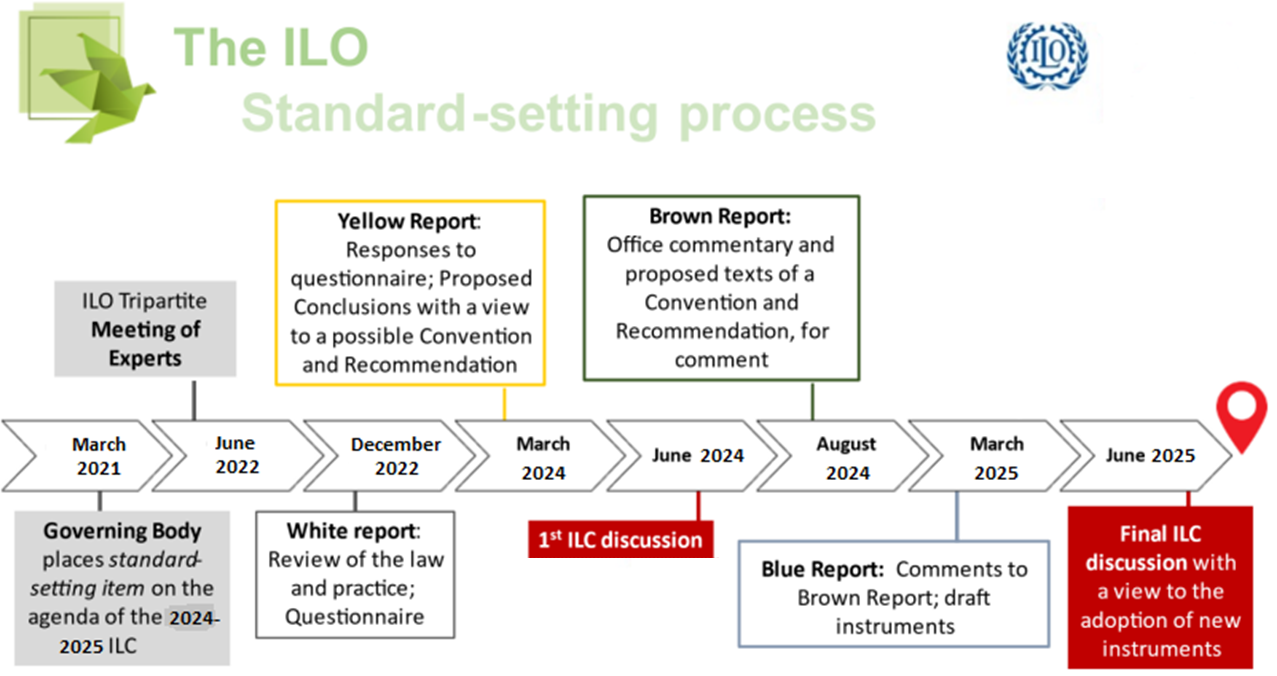 The ILO
Standard-setting process
ILO
Yellow Report:
Responses to
questionnaire; Proposed
Conclusions with a view
to a possible Convention
and Recommendation
Brown Report:
Office commentary and
proposed texts of a
Convention and
Recommendation, for
comment
ILO Tripartite
Meeting of
Experts
March
2021
June
2022
December
2022
March
2024
June 2024
August
2024
March
2025
June 2025
Governing Body
places standard-
setting item on the
agenda of the 2024-
2025 ILC
White report:
Review of the law
and practice;
Questionnaire
1st ILC discussion
Blue Report: Comments to
Brown Report; draft
instruments
Final ILC
discussion with
a view to the
adoption of new
instruments